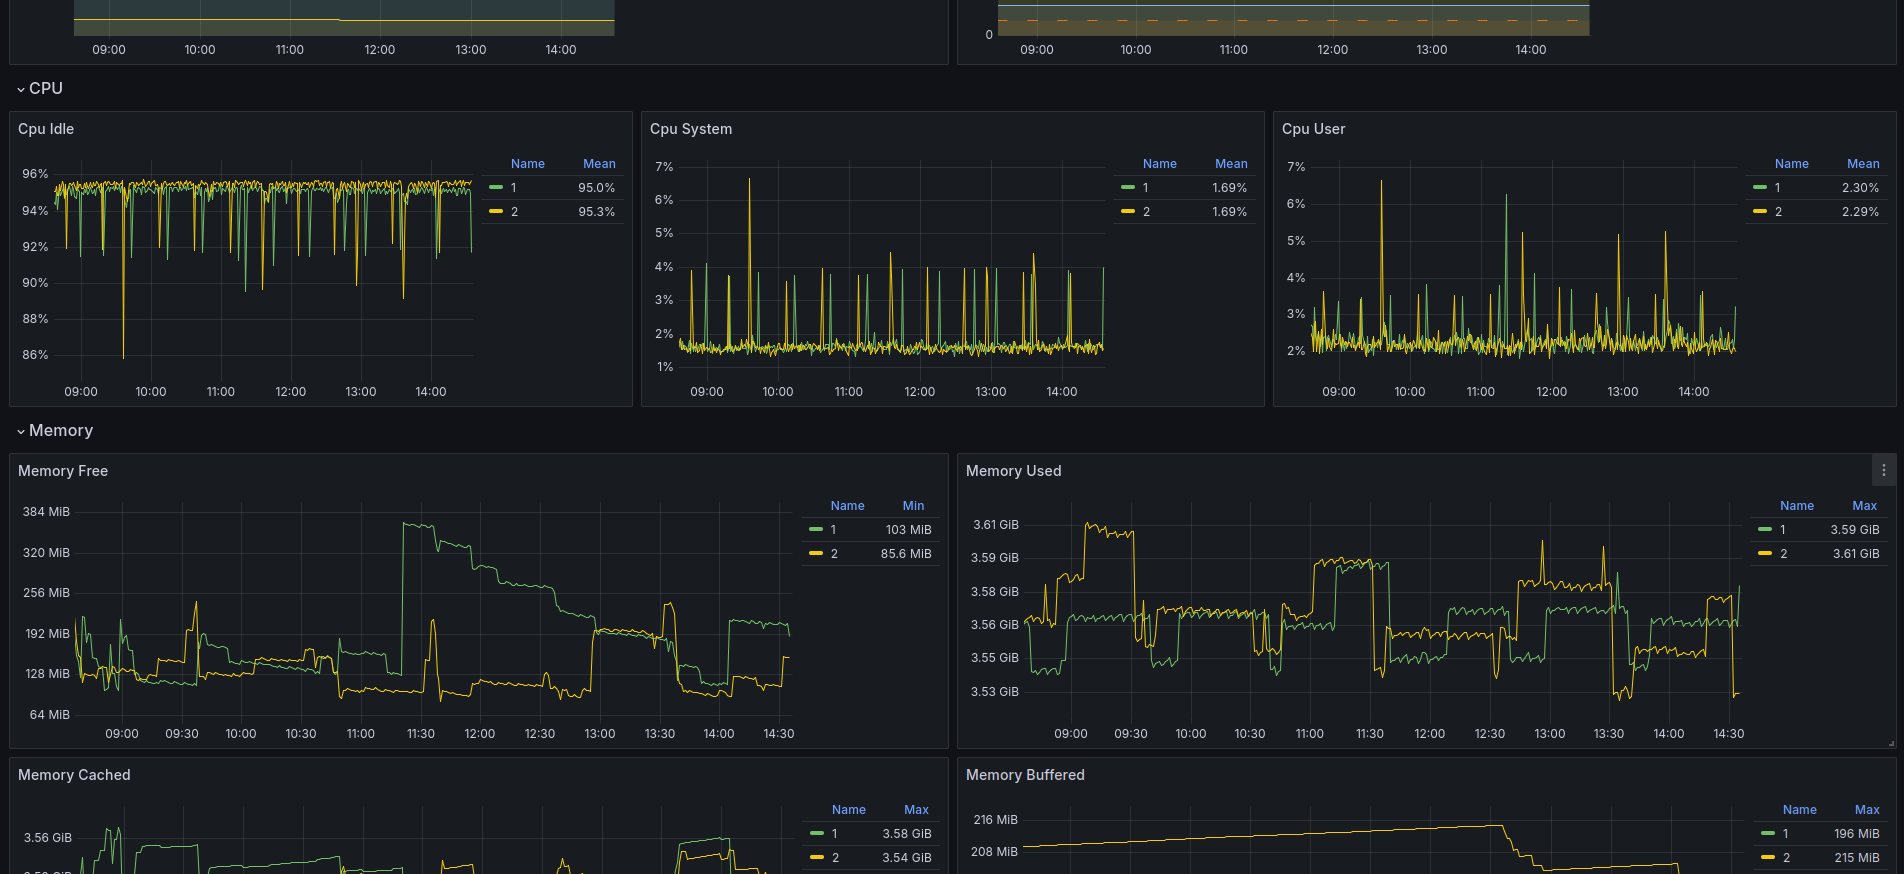 0
09:00 10:00 11:00 12:00 13:00 14:00
09:00 10:00 11:00 12:00 13:00 14:00
CPU
Cpu Idle
Name Mean
96%
1 95.0%
94%
2 95.3%
92%
90%
88%
86%
09:00 10:00 11:00 12:00 13:00 14:00
Cpu System
Name Mean
7%
1 1.69%
6%
2 1.69%
5%
4%
3%
2%
1%
09:00 10:00 11:00 12:00 13:00 14:00
Cpu User
Name Mean
7%
1 2.30%
6%
2 2.29%
5%
4%
3%
2%
09:00 10:00 11:00 12:00 13:00 14:00
Memory
Memory Free
Name Min
384 MiB
1 103 MiB
320 MiB
2 85.6 MiB
256 MiB
192 MiB
128 MiB
64 MiB
09:00 09:30 10:00 10:30 11:00 11:30 12:00 12:30 13:00 13:30 14:00 14:30
Memory Used
Name Max
3.61 GiB
1 3.59 GiB
3.59 GiB
2 3.61 GiB
3.58 GiB
3.56 GiB
3.55 GiB
3.53 GiB
09:00 09:30 10:00 10:30 11:00 11:30 12:00 12:30 13:00 13:30 14:00 14:30
Memory Cached
Name Max
3.56 GiB
1 3.58 GiB
2 3.54 GiB
Memory Buffered
Name Max
216 MiB
1 196 MiB
208 MiB
2 215 MiB